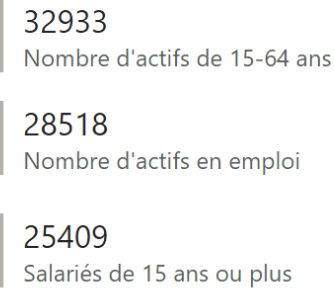 32933
Nombre d'actifs de 15-64 ans
28518
Nombre d'actifs en emploi
25409
Salariés de 15 ans ou plus